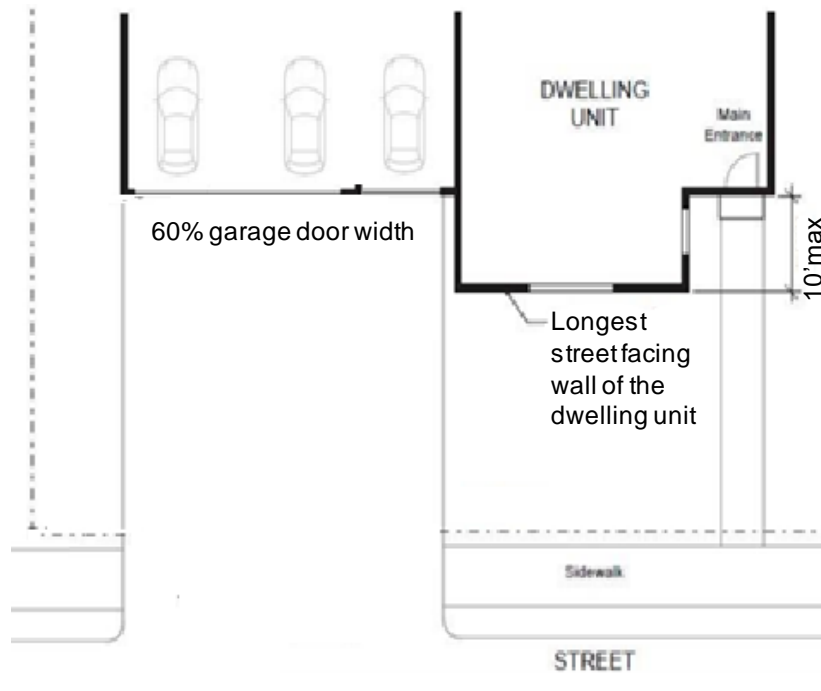 DWELLING
UNIT
Main
Entrance
60% garage door width
10'max
Longest
street facing
wall of the
dwelling unit
Sidewalk
STREET